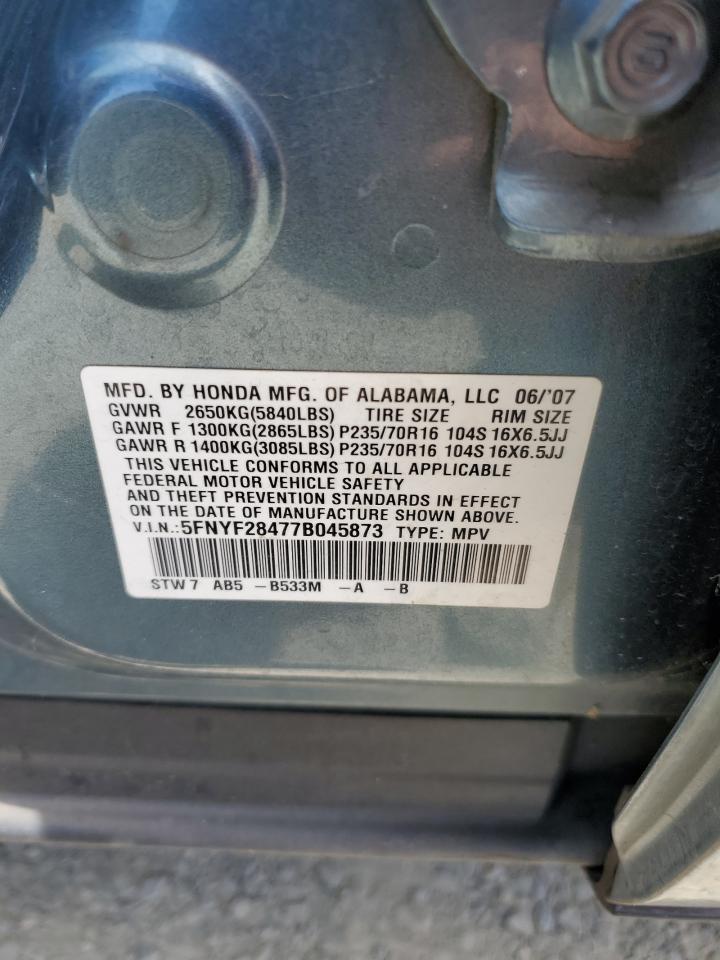 MFD. BY HONDA MFG. OF ALABAMA, LLC 06/'07
GVWR 2650KG(5840LBS) TIRE SIZE RIM SIZE
GAWR F 1300KG(2865LBS) P235/70R16 104S 16X6.5JJ
GAWR R 1400KG(3085LBS) P235/70R16 104S 16X6.5JJ
THIS VEHICLE CONFORMS TO ALL APPLICABLE
FEDERAL MOTOR VEHICLE SAFETY
AND THEFT PREVENTION STANDARDS IN EFFECT
ON THE DATE OF MANUFACTURE SHOWN ABOVE.
V.I.N.:5FNYF28477B045873 TYPE: MPV
STW7 AB5 -B533M -A -B